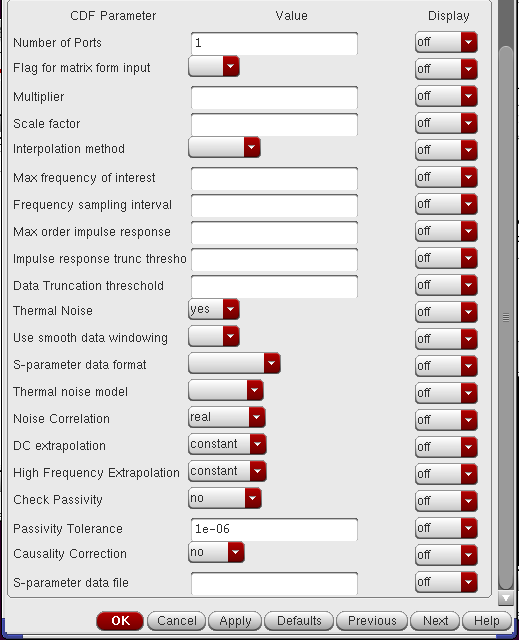 CDF Parameter Value Display
Number of Ports 1 off
Flag for matrix form input off
Multiplier off
Scale factor off
Interpolation method off
Max frequency of interest off
Frequency sampling interval off
Max order impulse response off
Impulse response trunc thresho off
Data Truncation threschold off
Thermal Noise yes off
Use smooth data windowing off
S-parameter data format off
Thermal noise model off
Noise Correlation real off
DC extrapolation constant off
High Frequency Extrapolation constant off
Check Passivity no off
Passivity Tolerance 1e-06 off
Causality Correction no off
S-parameter data file off
OK Cancel Apply Defaults Previous Next Help